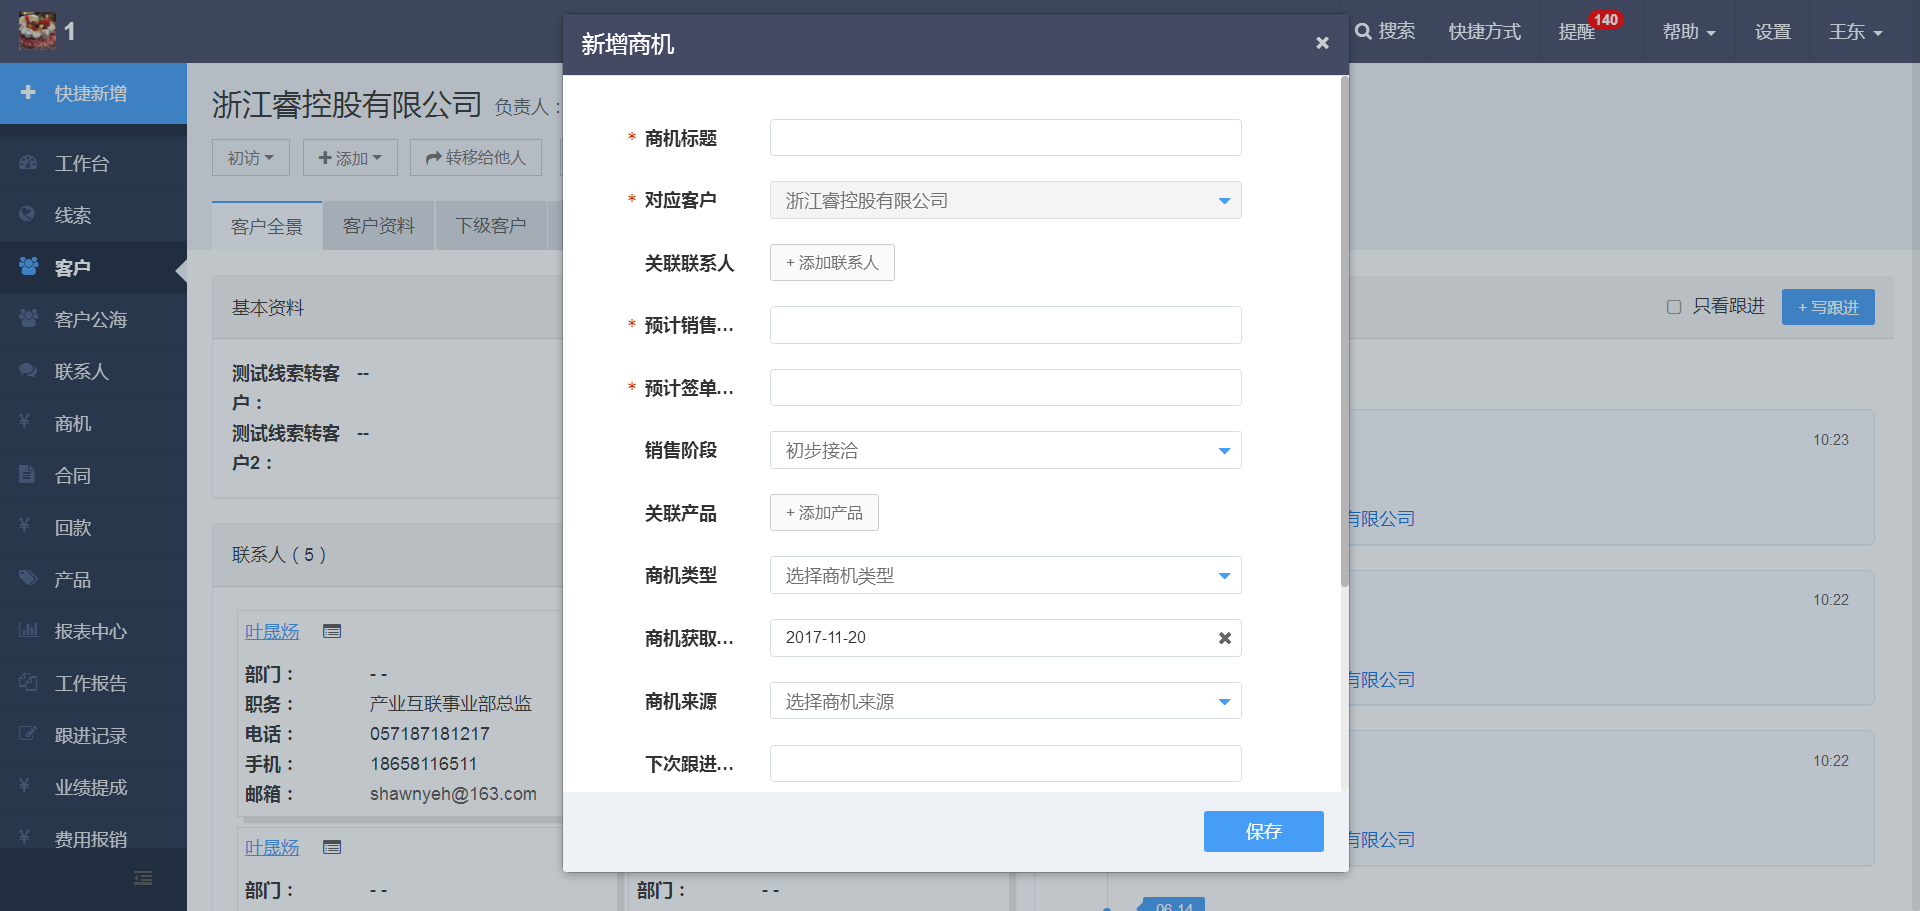 1
搜索
快捷方式
提醒
140
帮助
设置
王东
快捷新增
工作台
线索
客户
客户公海
联系人
商机
合同
回款
产品
报表中心
工作报告
跟进记录
业绩提成
费用报销
浙江睿控股有限公司 负责人：
初访
添加
转移给他人
客户全景
客户资料
下级客户
基本资料
测试线索转客户： --
测试线索转客户2： --
联系人 ( 5 )
叶晟炀
部门： - -
职务： 产业互联事业部总监
电话： 057187181217
手机： 18658116511
邮箱： shawnyeh@163.com
叶晟炀
部门： - -
部门： - -
新增商机
* 商机标题
* 对应客户 浙江睿控股有限公司
关联联系人 + 添加联系人
* 预计销售...
* 预计签单...
销售阶段 初步接洽
关联产品 + 添加产品
商机类型 选择商机类型
商机获取... 2017-11-20
商机来源 选择商机来源
下次跟进...
保存
只看跟进
+ 写跟进
10:23
有限公司
10:22
有限公司
10:22
有限公司
06-14